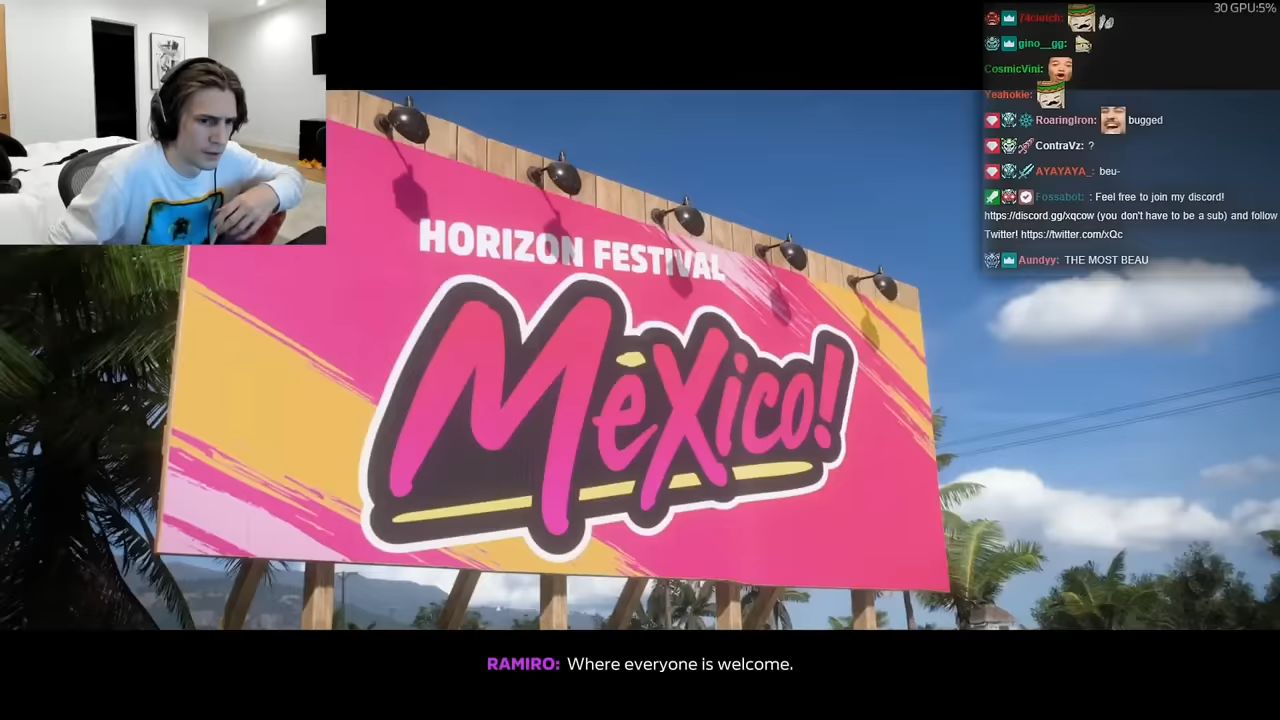 30 GPU:5%
74clutch:
gino__gg:
CosmicVini:
Yeahokie:
RoaringIron: bugged
ContraVz: ?
AYAYAYA_: beu-
Fossabot: : Feel free to join my discord!
https://discord.gg/xqcow (you don't have to be a sub) and follow
Twitter! https://twitter.com/xQc
Aundyy: THE MOST BEAU
HORIZON FESTIVAL
MéXico!
RAMIRO: Where everyone is welcome.